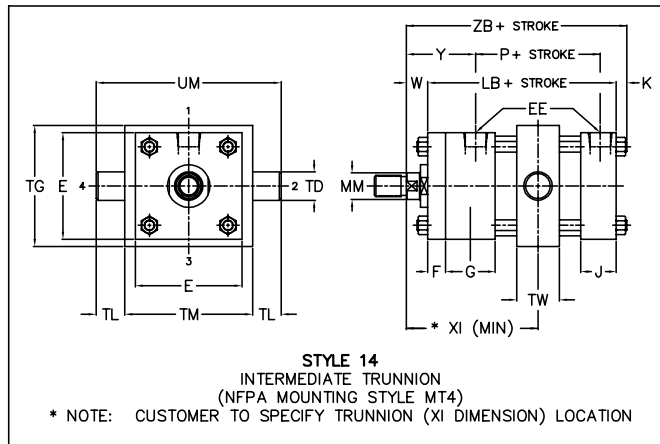 ZB+ STROKE
Y
P+ STROKE
UM
W
LB+ STROKE
K
EE
1
TG
E
4
2
TD
MM
3
E
F
G
J
TL
TM
TL
TW
* XI (MIN)
STYLE 14
INTERMEDIATE TRUNNION
(NFPA MOUNTING STYLE MT4)
* NOTE: CUSTOMER TO SPECIFY TRUNNION (XI DIMENSION) LOCATION